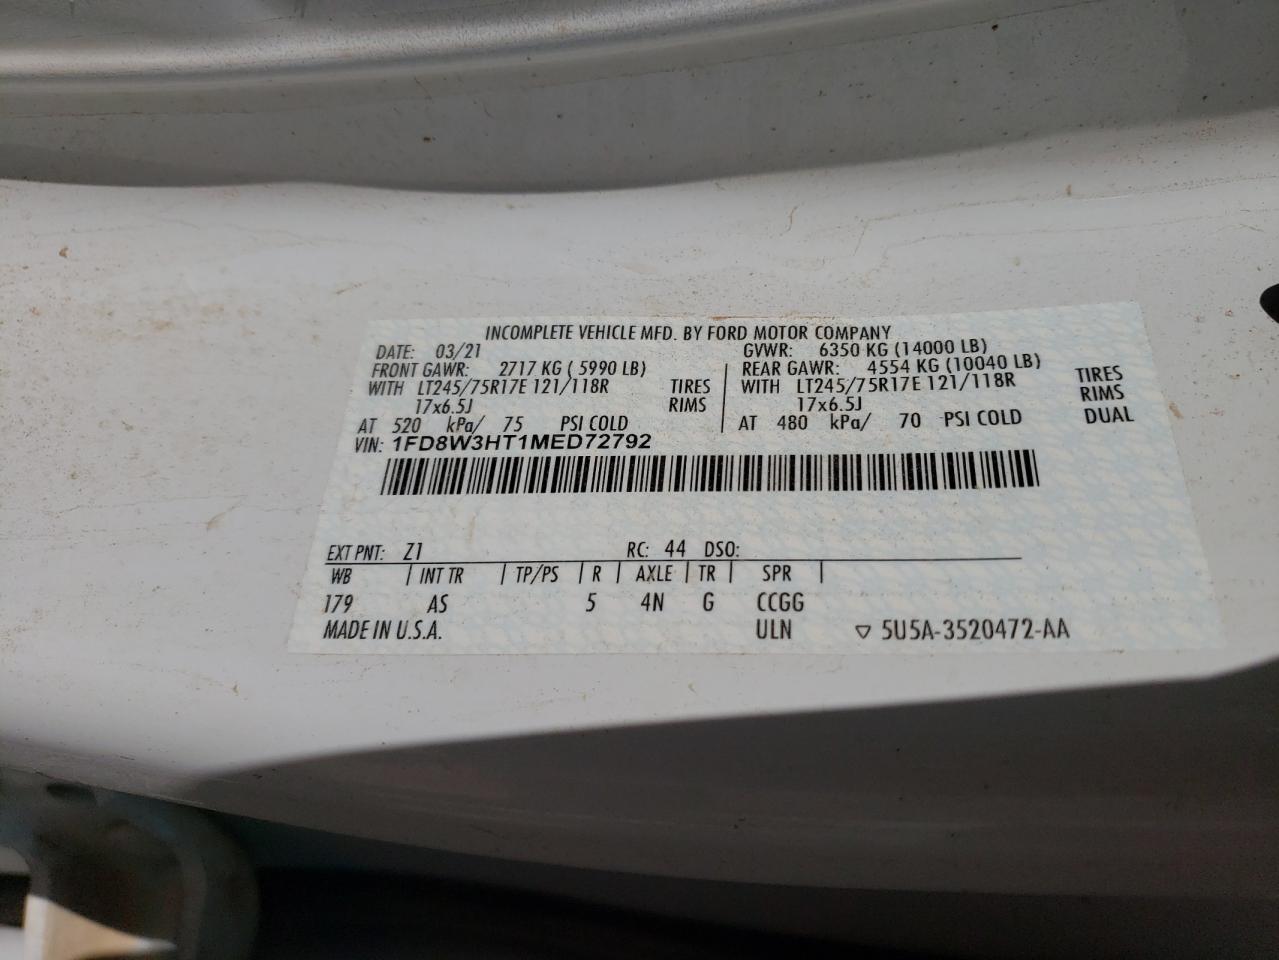 INCOMPLETE VEHICLE MFD. BY FORD MOTOR COMPANY
DATE: 03/21 GVWR: 6350 KG (14000 LB)
FRONT GAWR: 2717 KG ( 5990 LB) REAR GAWR: 4554 KG (10040 LB)
WITH LT245/75R17E 121/118R TIRES WITH LT245/75R17E 121/118R TIRES
17x6.5J RIMS 17x6.5J RIMS
AT 520 kPa/ 75 PSI COLD AT 480 kPa/ 70 PSI COLD DUAL
VIN: 1FD8W3HT1MED72792
EXT PNT: Z1 RC: 44 DSO:
WB INT TR TP/PS R AXLE TR SPR
179 AS 5 4N G CCGG
MADE IN U.S.A. ULN ▽ 5U5A-3520472-AA